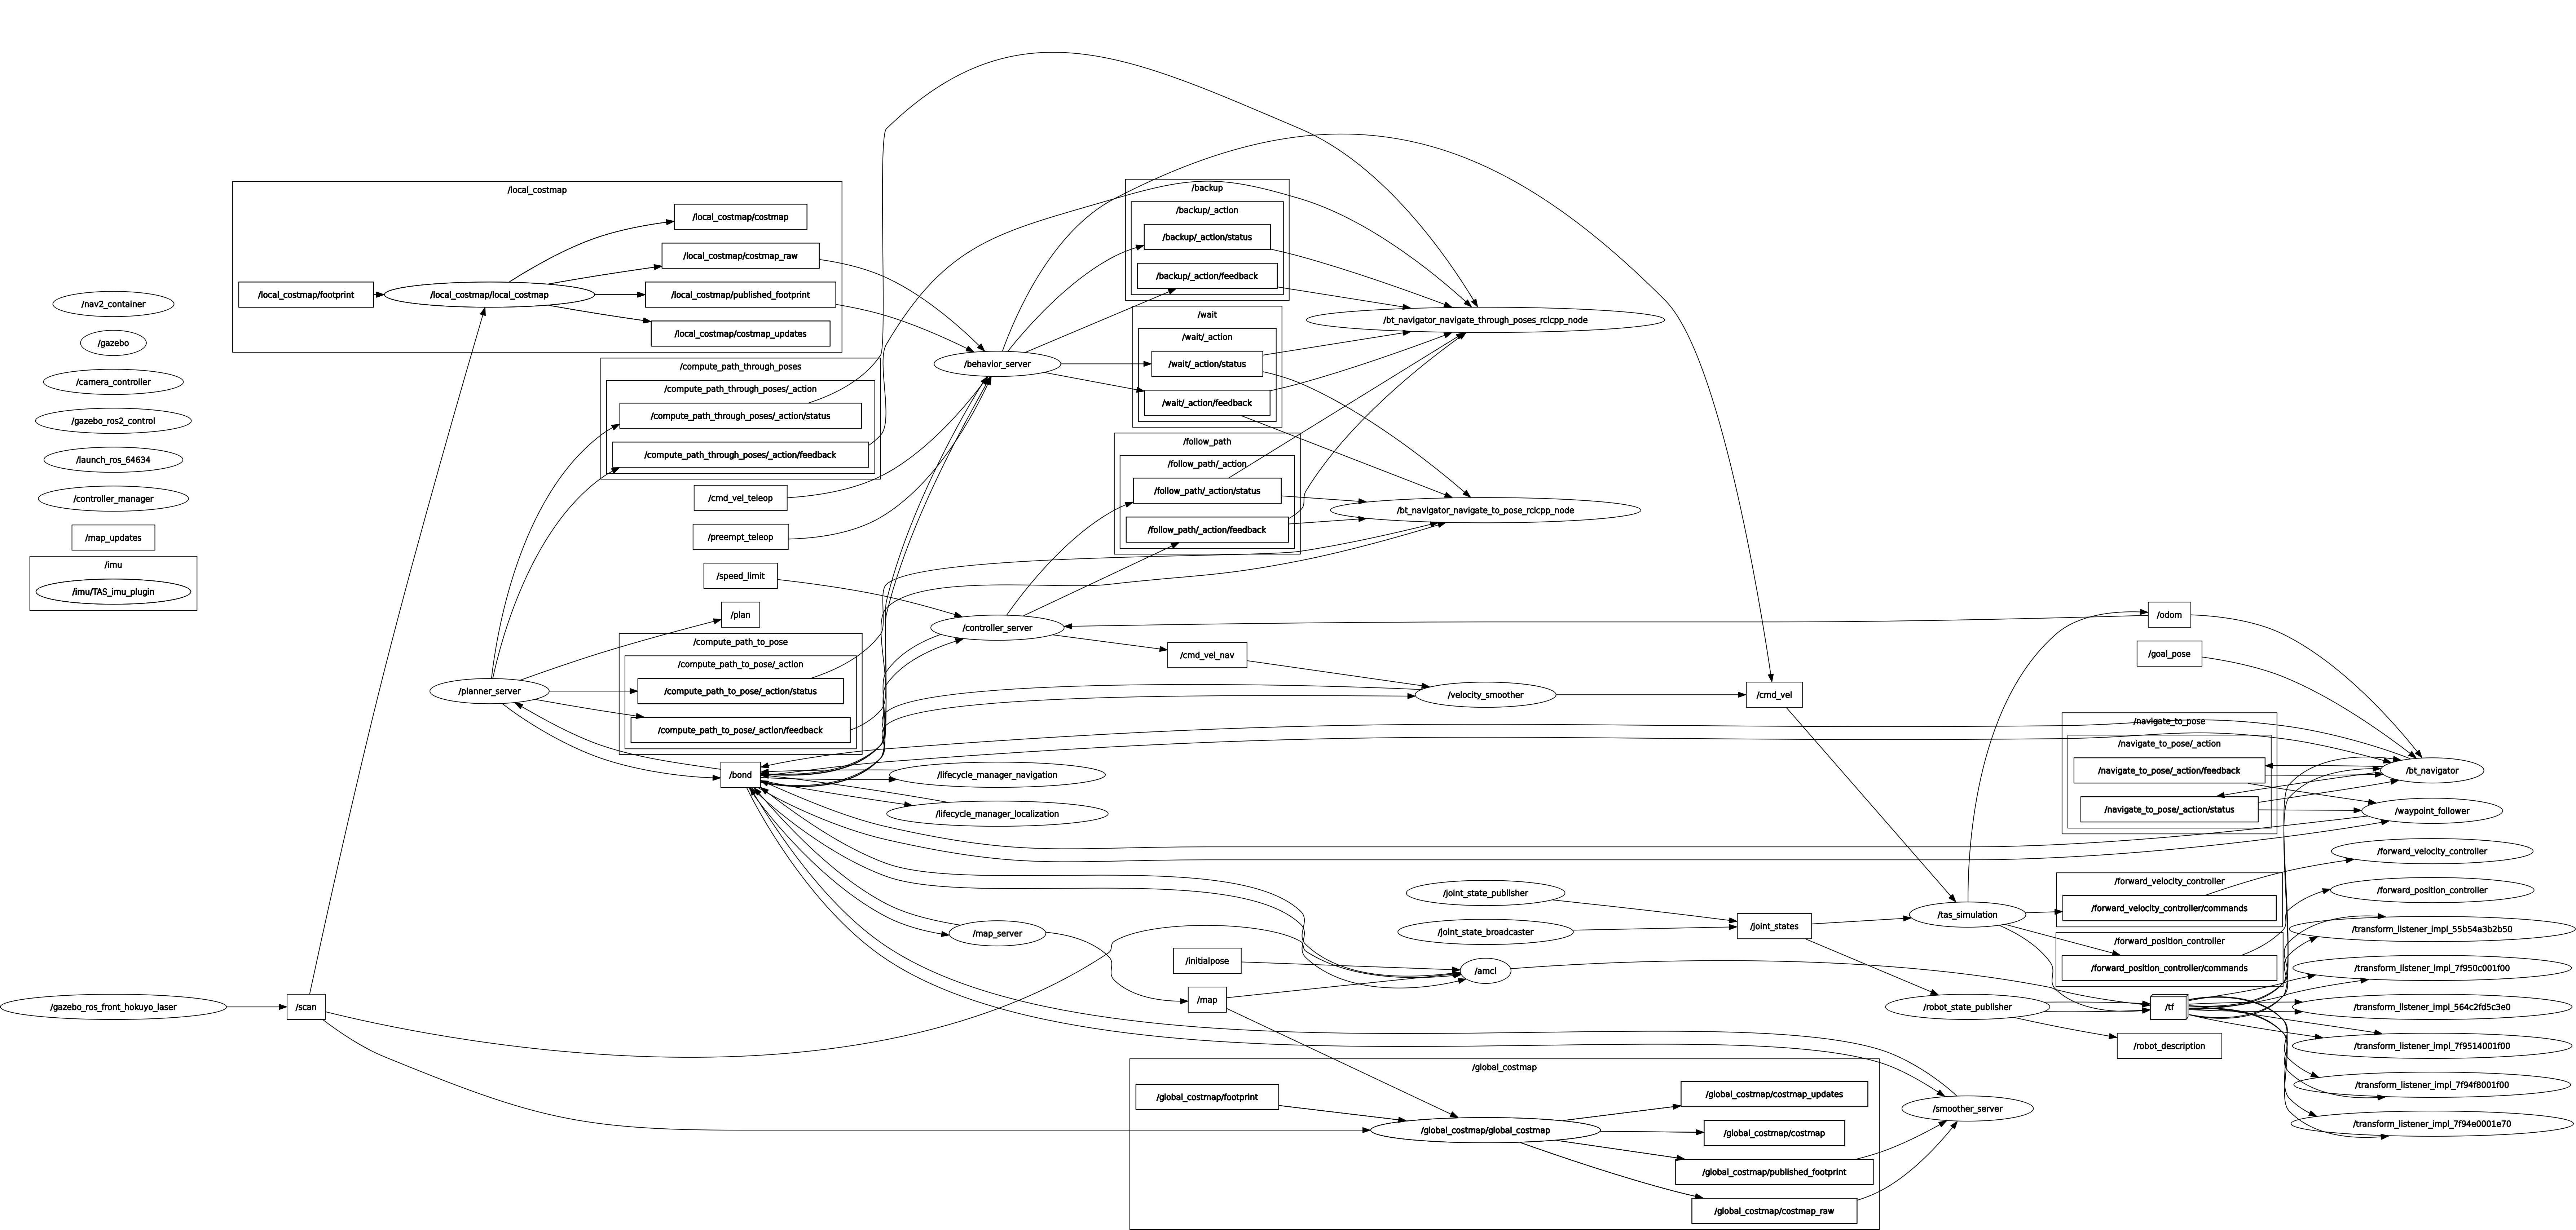 /nav2_container
/gazebo
/camera_controller
/gazebo_ros2_control
/launch_ros_64634
/controller_manager
/map_updates
/imu
/imu/TAS_imu_plugin
/gazebo_ros_front_hokuyo_laser
/scan
/local_costmap
/local_costmap/footprint
/local_costmap/local_costmap
/local_costmap/costmap
/local_costmap/costmap_raw
/local_costmap/published_footprint
/local_costmap/costmap_updates
/compute_path_through_poses
/compute_path_through_poses/_action
/compute_path_through_poses/_action/status
/compute_path_through_poses/_action/feedback
/cmd_vel_teleop
/preempt_teleop
/speed_limit
/plan
/planner_server
/compute_path_to_pose
/compute_path_to_pose/_action
/compute_path_to_pose/_action/status
/compute_path_to_pose/_action/feedback
/bond
/behavior_server
/controller_server
/lifecycle_manager_navigation
/lifecycle_manager_localization
/map_server
/backup
/backup/_action
/backup/_action/status
/backup/_action/feedback
/wait
/wait/_action
/wait/_action/status
/wait/_action/feedback
/follow_path
/follow_path/_action
/follow_path/_action/status
/follow_path/_action/feedback
/cmd_vel_nav
/initialpose
/map
/bt_navigator_navigate_through_poses_rclcpp_node
/bt_navigator_navigate_to_pose_rclcpp_node
/velocity_smoother
/joint_state_publisher
/joint_state_broadcaster
/amcl
/global_costmap
/global_costmap/footprint
/global_costmap/global_costmap
/global_costmap/costmap_updates
/global_costmap/costmap
/global_costmap/published_footprint
/global_costmap/costmap_raw
/cmd_vel
/joint_states
/tas_simulation
/robot_state_publisher
/smoother_server
/odom
/goal_pose
/navigate_to_pose
/navigate_to_pose/_action
/navigate_to_pose/_action/feedback
/navigate_to_pose/_action/status
/forward_velocity_controller
/forward_velocity_controller/commands
/forward_position_controller
/forward_position_controller/commands
/tf
/robot_description
/bt_navigator
/waypoint_follower
/forward_velocity_controller
/forward_position_controller
/transform_listener_impl_55b54a3b2b50
/transform_listener_impl_7f950c001f00
/transform_listener_impl_564c2fd5c3e0
/transform_listener_impl_7f9514001f00
/transform_listener_impl_7f94f8001f00
/transform_listener_impl_7f94e0001e70